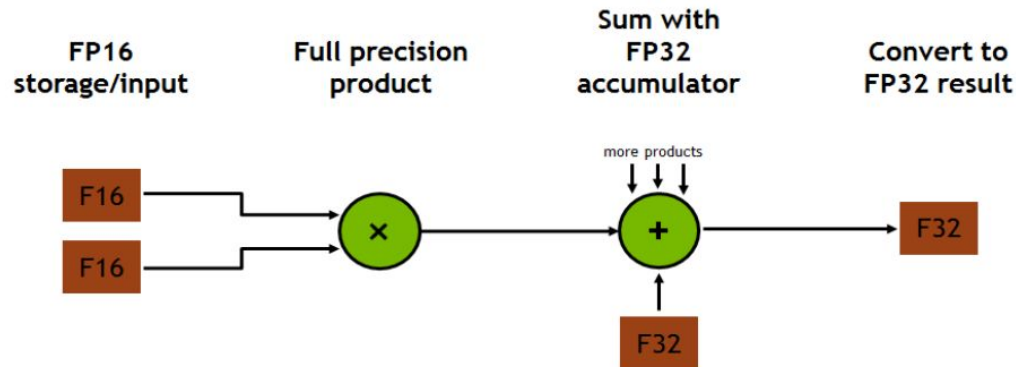 FP16
storage/input
Full precision
product
Sum with
FP32
accumulator
Convert to
FP32 result
more products
F16
F16
×
+
F32
F32